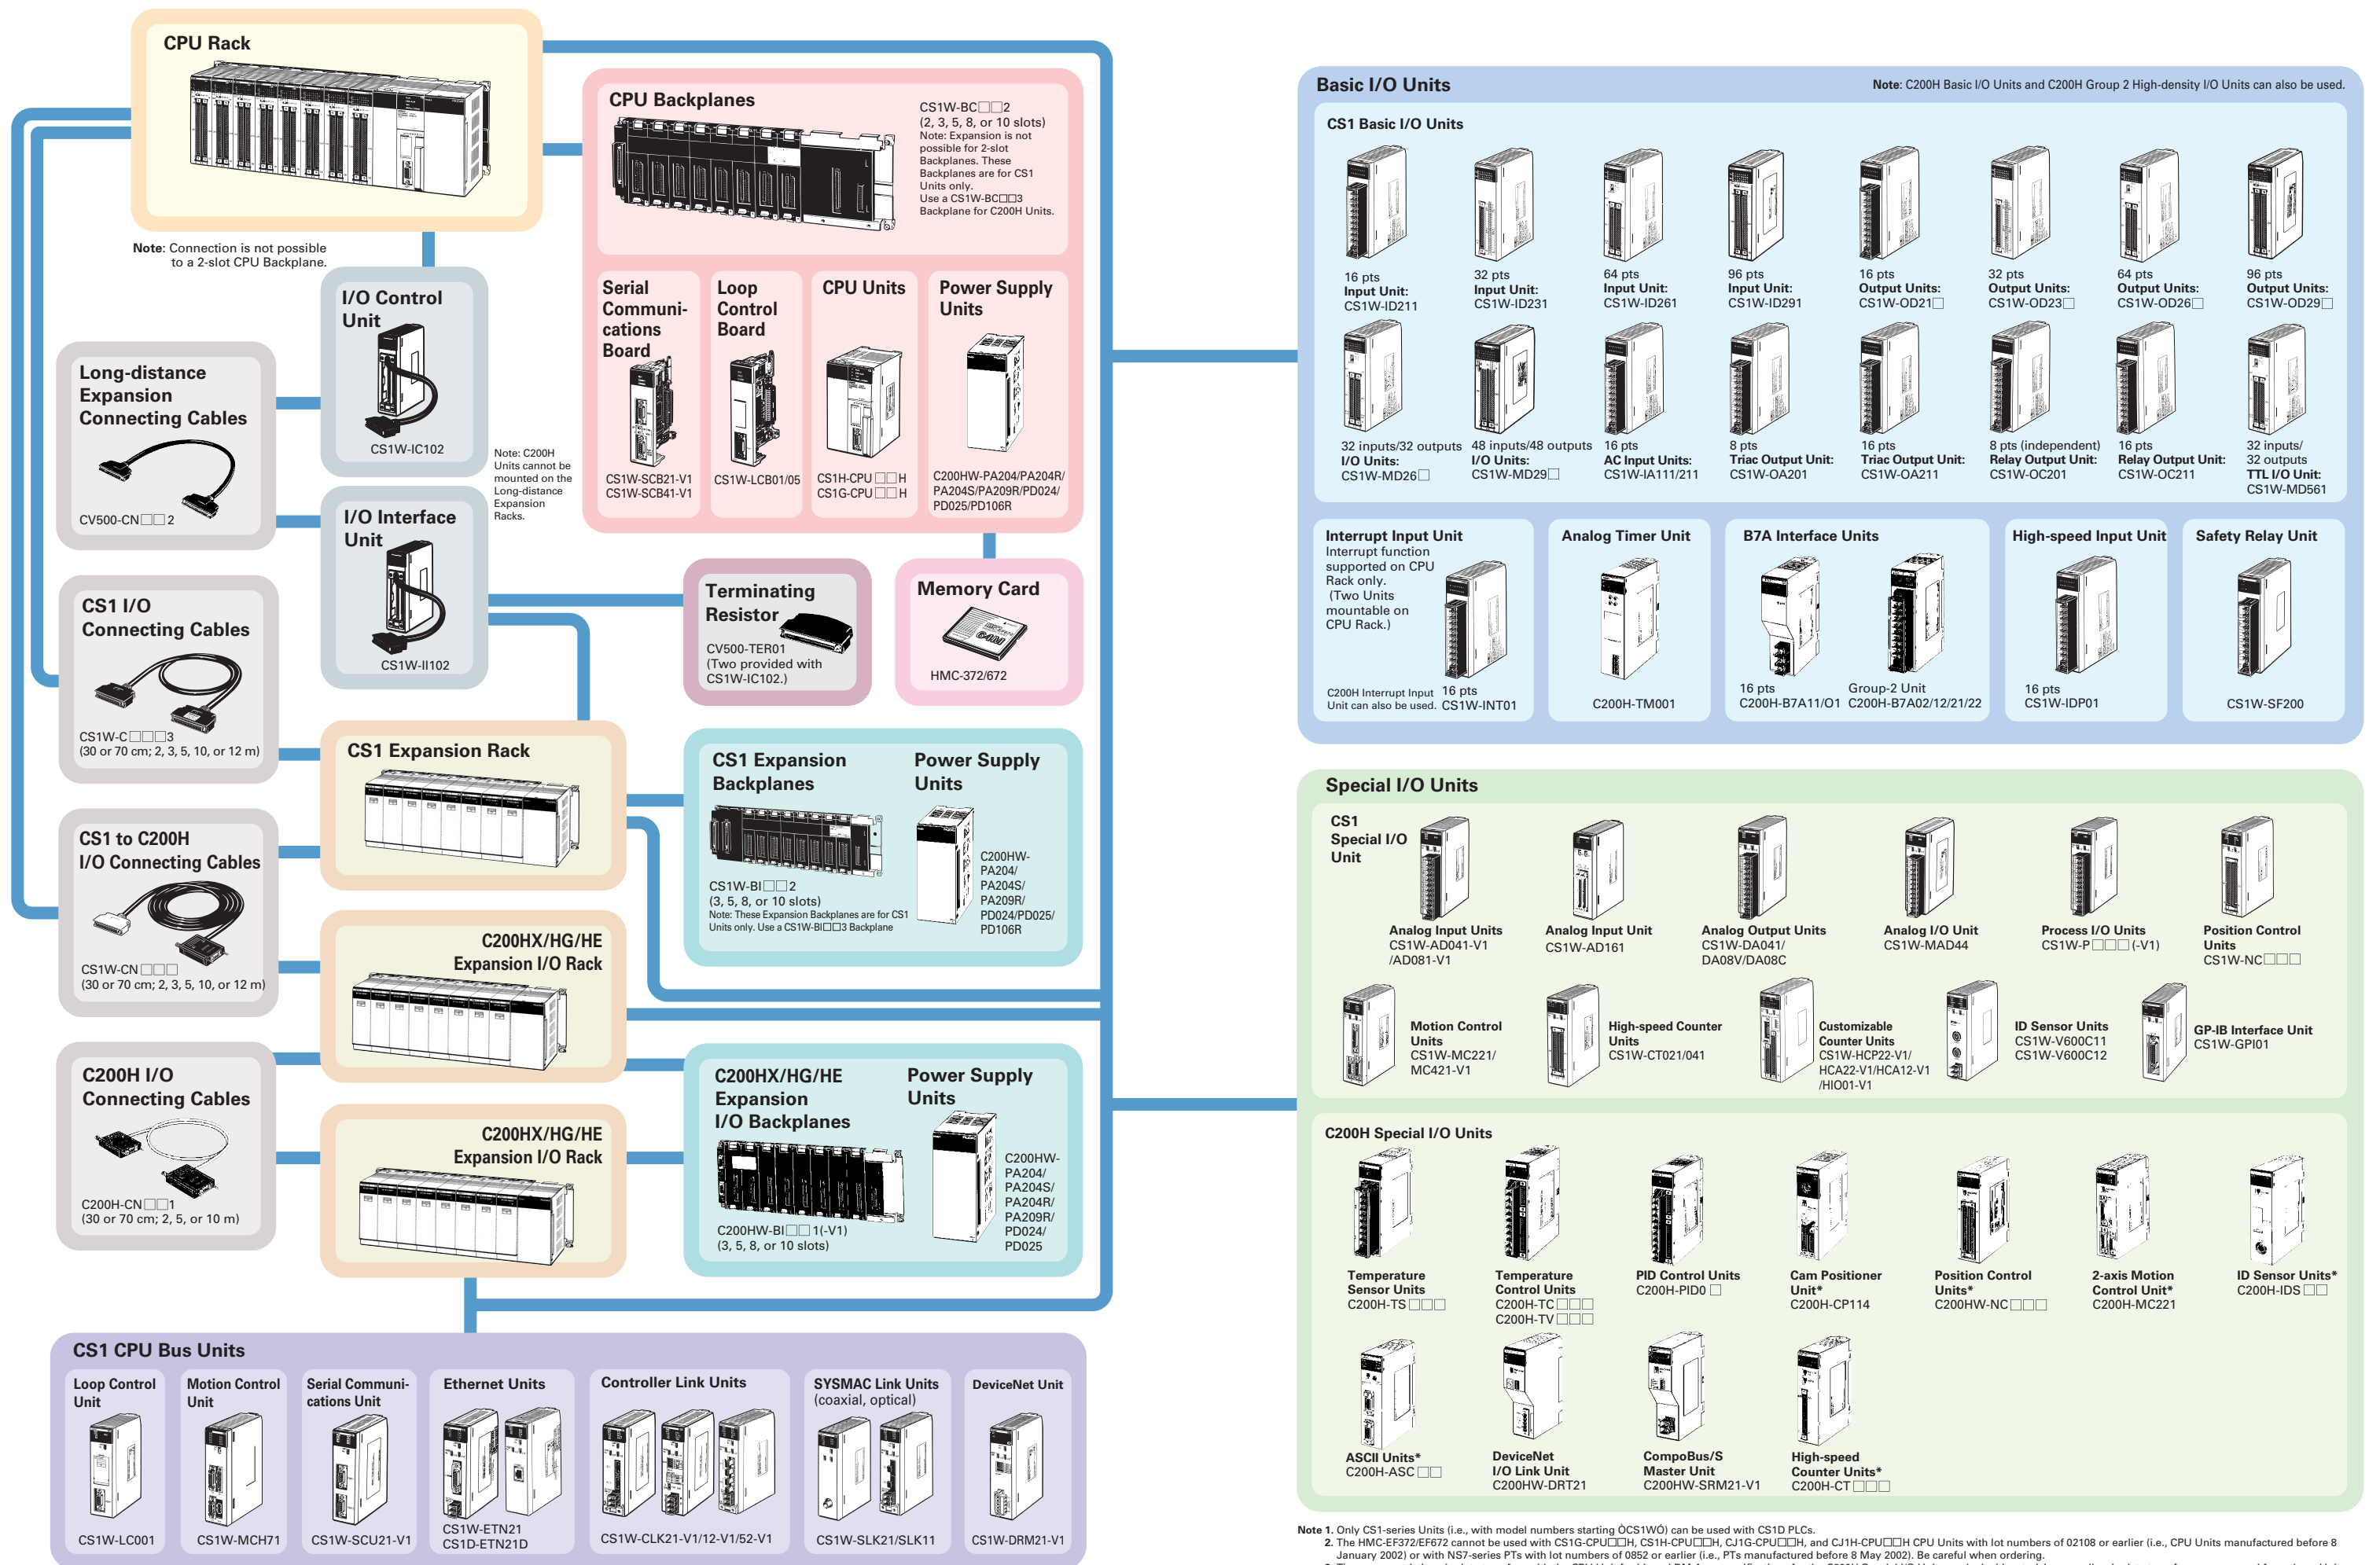 CPU Rack
Note: Connection is not possible
to a 2-slot CPU Backplane.
CPU Backplanes
CS1W-BC□□2
(2, 3, 5, 8, or 10 slots)
Note: Expansion is not
possible for 2-slot
Backplanes. These
Backplanes are for CS1
Units only.
Use a CS1W-BC□□3
Backplane for C200H Units.
Serial
Communi-
cations
Board
CS1W-SCB21-V1
CS1W-SCB41-V1
Loop
Control
Board
CS1W-LCB01/05
CPU Units
CS1H-CPU □□H
CS1G-CPU □□H
Power Supply
Units
C200HW-PA204/PA204R/
PA204S/PA209R/PD024/
PD025/PD106R
I/O Control
Unit
CS1W-IC102
Note: C200H
Units cannot be
mounted on the
Long-distance
Expansion
Racks.
I/O Interface
Unit
CS1W-II102
Long-distance
Expansion
Connecting Cables
CV500-CN□□2
CS1 I/O
Connecting Cables
CS1W-C□□□3
(30 or 70 cm; 2, 3, 5, 10, or 12 m)
CS1 to C200H
I/O Connecting Cables
CS1W-CN□□□
(30 or 70 cm; 2, 3, 5, 10, or 12 m)
C200H I/O
Connecting Cables
C200H-CN□□1
(30 or 70 cm; 2, 5, or 10 m)
Terminating
Resistor
CV500-TER01
(Two provided with
CS1W-IC102.)
Memory Card
64M
HMC-372/672
CS1 Expansion Rack
CS1 Expansion
Backplanes
CS1W-BI□□2
(3, 5, 8, or 10 slots)
Note: These Expansion Backplanes are for CS1
Units only. Use a CS1W-BI□□3 Backplane
Power Supply
Units
C200HW-
PA204/
PA204S/
PA209R/
PD024/PD025/
PD106R
C200HX/HG/HE
Expansion I/O Rack
C200HX/HG/HE
Expansion I/O Rack
C200HX/HG/HE
Expansion
I/O Backplanes
C200HW-BI□□1(-V1)
(3, 5, 8, or 10 slots)
Power Supply
Units
C200HW-
PA204/
PA204S/
PA204R/
PA209R/
PD024/
PD025
CS1 CPU Bus Units
Loop Control
Unit
CS1W-LC001
Motion Control
Unit
CS1W-MCH71
Serial Communi-
cations Unit
CS1W-SCU21-V1
Ethernet Units
CS1W-ETN21
CS1D-ETN21D
Controller Link Units
CS1W-CLK21-V1/12-V1/52-V1
SYSMAC Link Units
(coaxial, optical)
CS1W-SLK21/SLK11
DeviceNet Unit
CS1W-DRM21-V1
Basic I/O Units
Note: C200H Basic I/O Units and C200H Group 2 High-density I/O Units can also be used.
CS1 Basic I/O Units
16 pts
Input Unit:
CS1W-ID211
32 pts
Input Unit:
CS1W-ID231
64 pts
Input Unit:
CS1W-ID261
96 pts
Input Unit:
CS1W-ID291
16 pts
Output Units:
CS1W-OD21□
32 pts
Output Units:
CS1W-OD23□
64 pts
Output Units:
CS1W-OD26□
96 pts
Output Units:
CS1W-OD29□
32 inputs/32 outputs
I/O Units:
CS1W-MD26□
48 inputs/48 outputs
I/O Units:
CS1W-MD29□
16 pts
AC Input Units:
CS1W-IA111/211
8 pts
Triac Output Unit:
CS1W-OA201
16 pts
Triac Output Unit:
CS1W-OA211
8 pts (independent)
Relay Output Unit:
CS1W-OC201
16 pts
Relay Output Unit:
CS1W-OC211
32 inputs/
32 outputs
TTL I/O Unit:
CS1W-MD561
Interrupt Input Unit
Interrupt function
supported on CPU
Rack only.
(Two Units
mountable on
CPU Rack.)
C200H Interrupt Input
Unit can also be used.
16 pts
CS1W-INT01
Analog Timer Unit
C200H-TM001
B7A Interface Units
16 pts
C200H-B7A11/O1
Group-2 Unit
C200H-B7A02/12/21/22
High-speed Input Unit
16 pts
CS1W-IDP01
Safety Relay Unit
CS1W-SF200
Special I/O Units
CS1
Special I/O
Unit
Analog Input Units
CS1W-AD041-V1
/AD081-V1
Analog Input Unit
CS1W-AD161
Analog Output Units
CS1W-DA041/
DA08V/DA08C
Analog I/O Unit
CS1W-MAD44
Process I/O Units
CS1W-P□□□(-V1)
Position Control
Units
CS1W-NC□□□
Motion Control
Units
CS1W-MC221/
MC421-V1
High-speed Counter
Units
CS1W-CT021/041
Customizable
Counter Units
CS1W-HCP22-V1/
HCA22-V1/HCA12-V1
/HIO01-V1
ID Sensor Units
CS1W-V600C11
CS1W-V600C12
GP-IB Interface Unit
CS1W-GPI01
C200H Special I/O Units
Temperature
Sensor Units
C200H-TS□□□
Temperature
Control Units
C200H-TC□□□
C200H-TV□□□
PID Control Units
C200H-PID0□
Cam Positioner
Unit*
C200H-CP114
Position Control
Units*
C200HW-NC□□□
2-axis Motion
Control Unit*
C200H-MC221
ID Sensor Units*
C200H-IDS□□
ASCII Units*
C200H-ASC□□
DeviceNet
I/O Link Unit
C200HW-DRT21
CompoBus/S
Master Unit
C200HW-SRM21-V1
High-speed
Counter Units*
C200H-CT□□□
Note 1. Only CS1-series Units (i.e., with model numbers starting ÒCS1WÓ) can be used with CS1D PLCs.
2. The HMC-EF372/EF672 cannot be used with CS1G-CPU□□H, CS1H-CPU□□H, CJ1G-CPU□□H, and CJ1H-CPU□□H CPU Units with lot numbers of 02108 or earlier (i.e., CPU Units manufactured before 8
January 2002) or with NS7-series PTs with lot numbers of 0852 or earlier (i.e., PTs manufactured before 8 May 2002). Be careful when ordering.